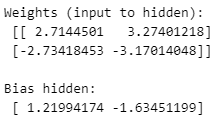 Weights (input to hidden):
[[ 2.7144501   3.27401218]
[-2.73418453 -3.17014048]]
Bias hidden:
[ 1.21994174 -1.63451199]